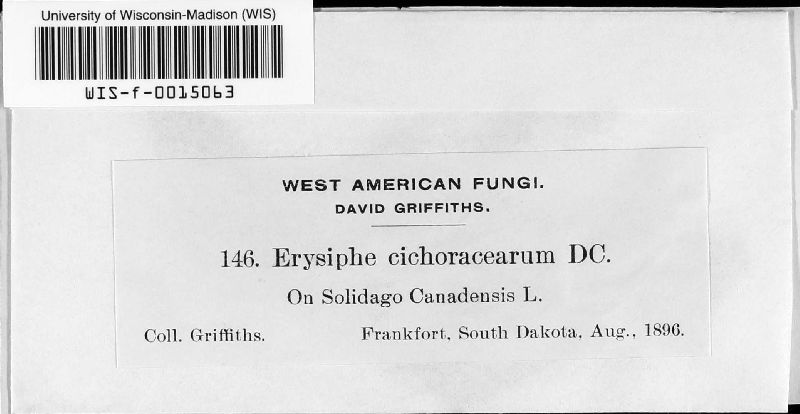 University of Wisconsin-Madison (WIS)
WIS-f-0015063
WEST AMERICAN FUNGI.
DAVID GRIFFITHS.
146. Erysiphe cichoracearum DC.
On Solidago Canadensis L.
Coll. Griffiths. Frankfort, South Dakota, Aug., 1896.